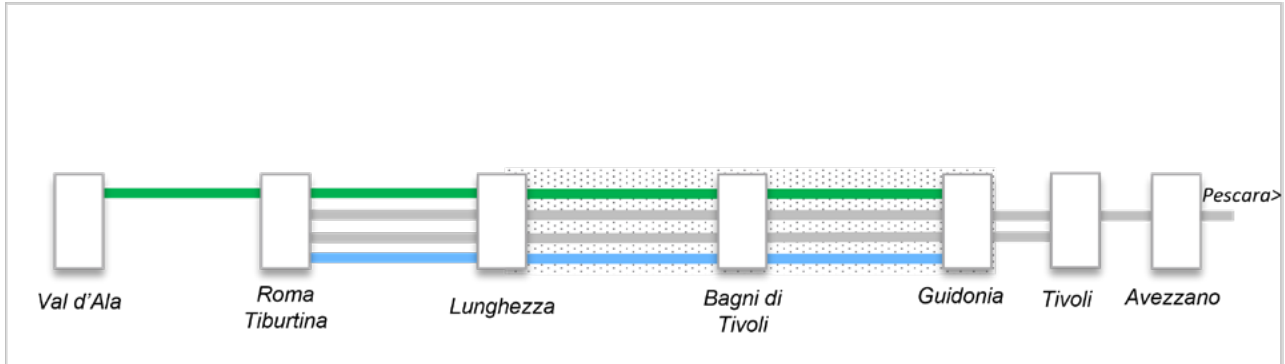 Pescara>
Val d'Ala
Roma
Tiburtina
Lunghezza
Bagni di
Tivoli
Guidonia
Tivoli
Avezzano